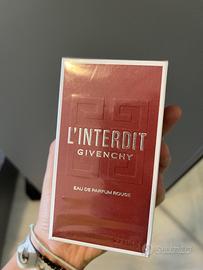 L'INTERDIT
GIVENCHY
EAU DE PARFUM ROUGE